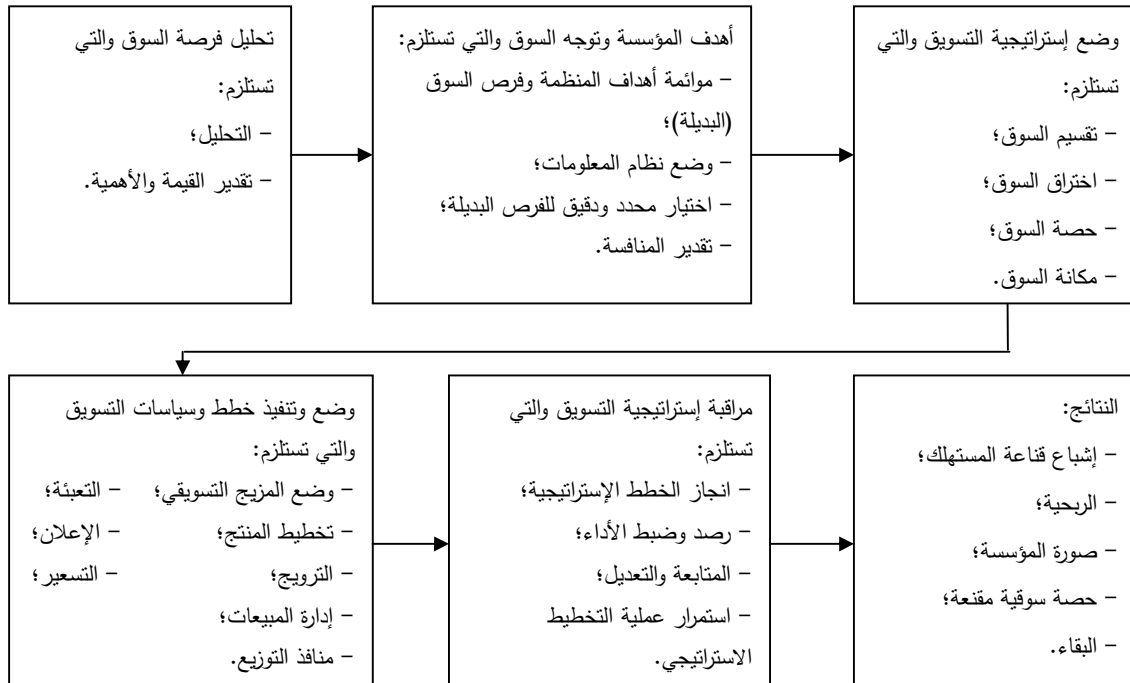 تحليل فرصة السوق والتي
تستلزم:
– التحليل؛
– تقدير القيمة والأهمية.
أهدف المؤسسة وتوجه السوق والتي تستلزم:
– موائمة أهداف المنظمة وفرص السوق
(البديلة)؛
– وضع نظام المعلومات؛
– اختيار محدد ودقيق للفرص البديلة؛
– تقدير المنافسة.
وضع إستراتيجية التسويق والتي
تستلزم:
– تقسيم السوق؛
– اختراق السوق؛
– حصة السوق؛
– مكانة السوق.
وضع وتنفيذ خطط وسياسات التسويق
والتي تستلزم:
– وضع المزيج التسويقي؛ – التعبئة؛
– تخطيط المنتج؛ – الإعلان؛
– الترويج؛ – التسعير؛
– إدارة المبيعات؛
– منافذ التوزيع.
مراقبة إستراتيجية التسويق والتي
تستلزم:
– انجاز الخطط الإستراتيجية؛
– رصد وضبط الأداء؛
– المتابعة والتعديل؛
– استمرار عملية التخطيط
الاستراتيجي.
النتائج:
– إشباع قناعة المستهلك؛
– الربحية؛
– صورة المؤسسة؛
– حصة سوقية مقنعة؛
– البقاء.